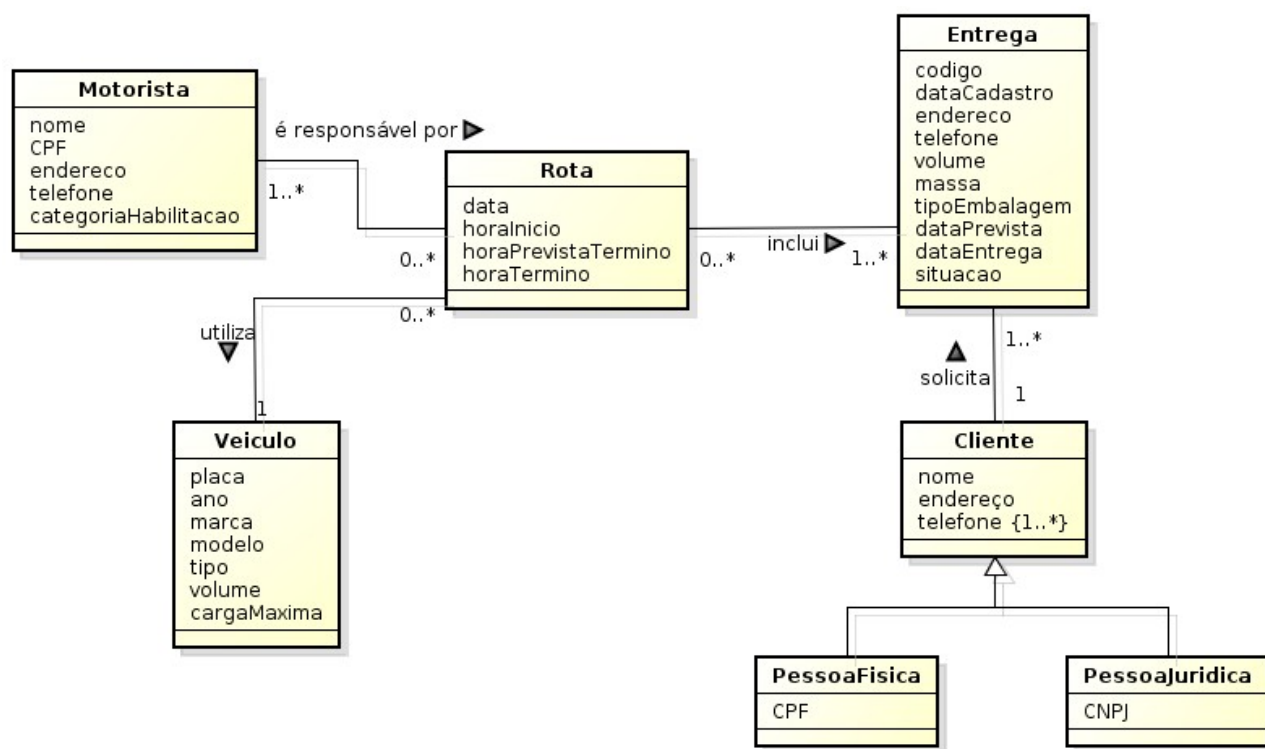 Motorista
nome
CPF
endereco
telefone
categoriaHabilitacao
é responsável por
1..*
0..*
Rota
data
horaInicio
horaPrevistaTermino
horaTermino
inclui
0..*
1..*
Entrega
codigo
dataCadastro
endereco
telefone
volume
massa
tipoEmbalagem
dataPrevista
dataEntrega
situacao
0..*
utiliza
1
Veiculo
placa
ano
marca
modelo
tipo
volume
cargaMaxima
1..*
solicita
1
Cliente
nome
endereço
telefone {1..*}
PessoaFisica
CPF
PessoaJuridica
CNPJ